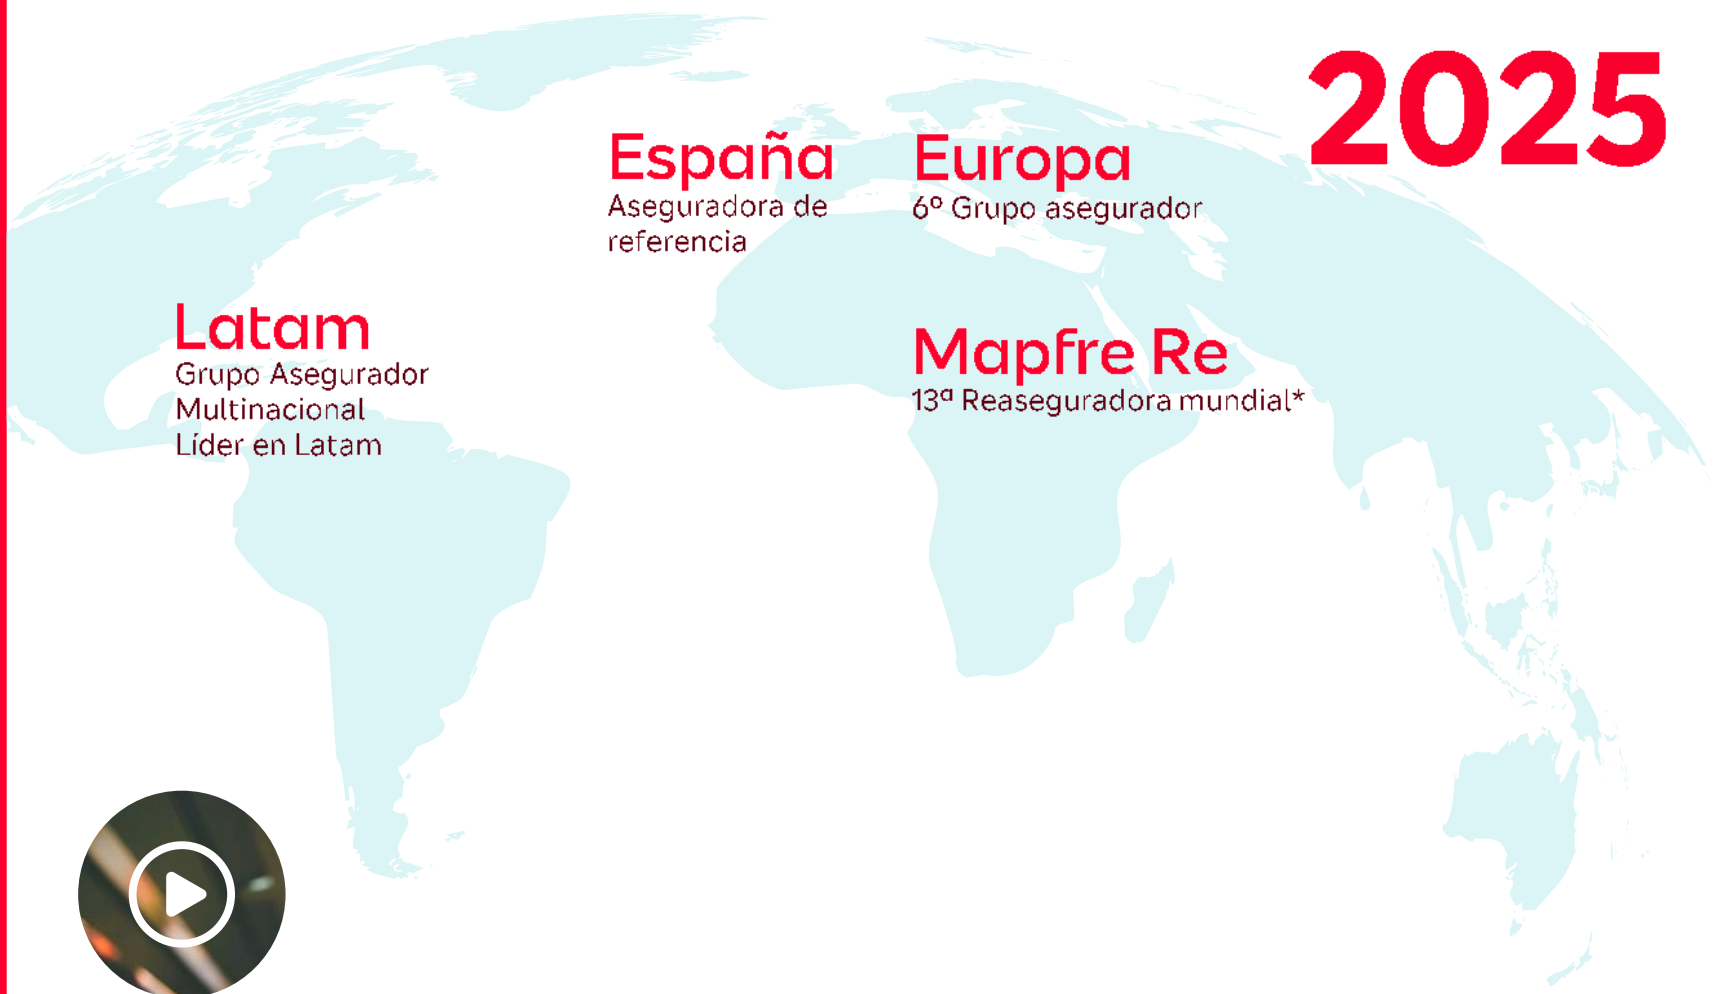 2025
España
Aseguradora de
referencia
Europa
6º Grupo asegurador
Latam
Grupo Asegurador
Multinacional
Líder en Latam
Mapfre Re
13ª Reaseguradora mundial*